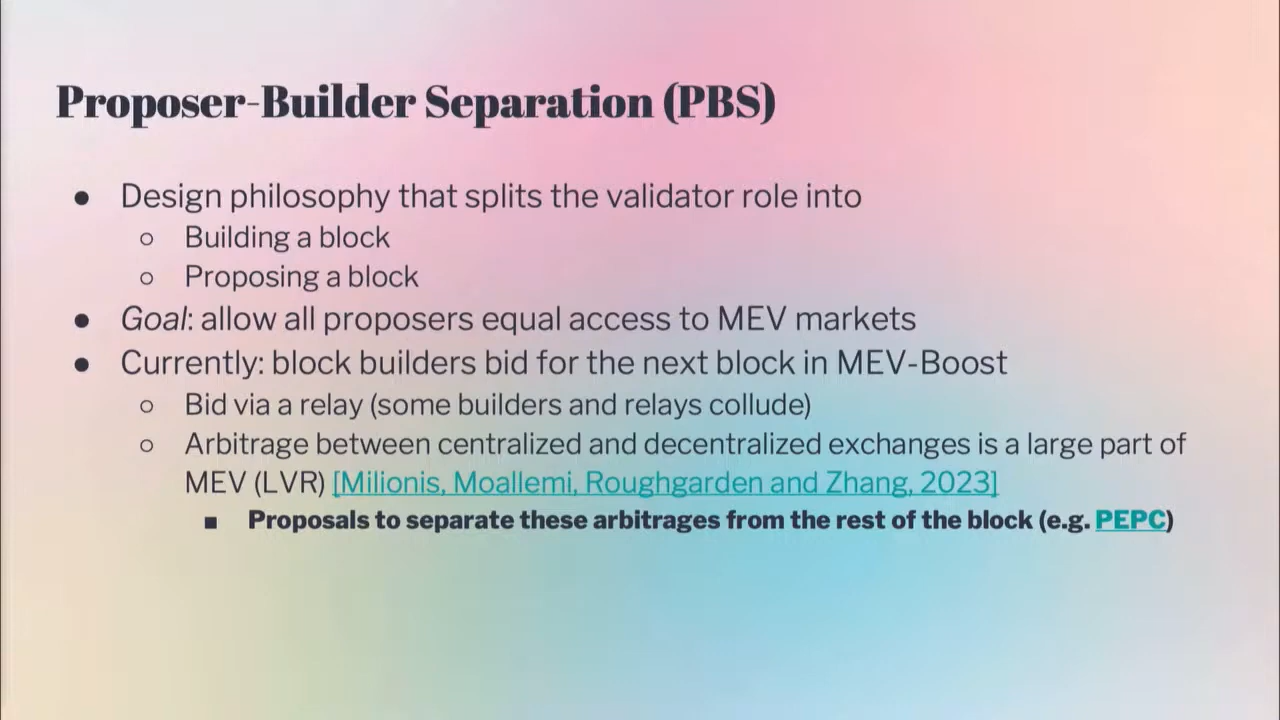 Proposer-Builder Separation (PBS)
● Design philosophy that splits the validator role into
○ Building a block
○ Proposing a block
● Goal: allow all proposers equal access to MEV markets
● Currently: block builders bid for the next block in MEV-Boost
○ Bid via a relay (some builders and relays collude)
○ Arbitrage between centralized and decentralized exchanges is a large part of
MEV (LVR) [Milionis, Moallemi, Roughgarden and Zhang, 2023]
■ Proposals to separate these arbitrages from the rest of the block (e.g. PEPC)